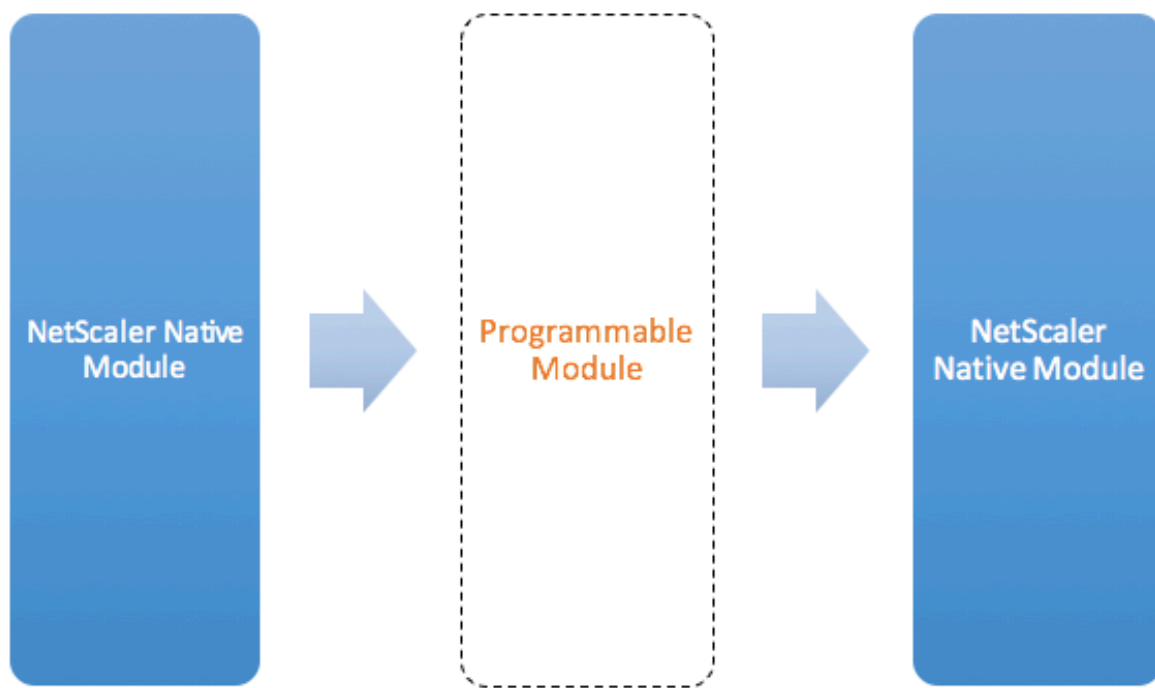 NetScaler Native
Module
Programmable
Module
NetScaler
Native Module